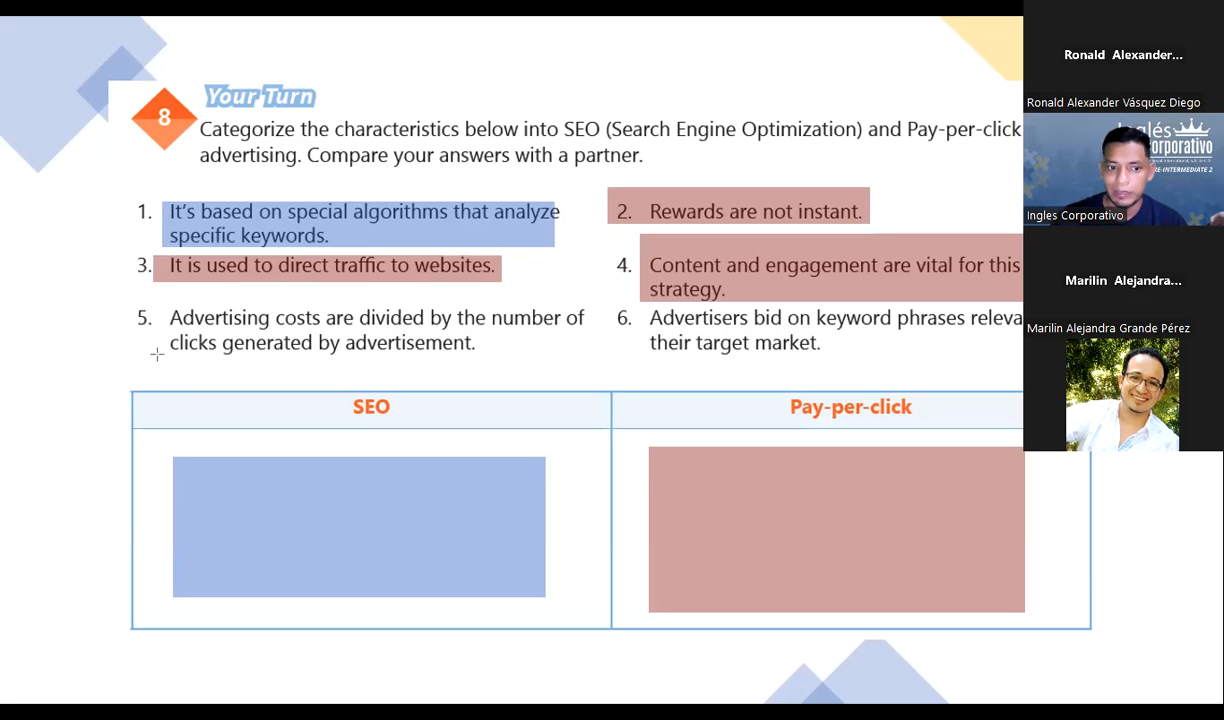 Your Turn
8
Categorize the characteristics below into SEO (Search Engine Optimization) and Pay-per-click
advertising. Compare your answers with a partner.
1. It's based on special algorithms that analyze
specific keywords.
2. Rewards are not instant.
3. It is used to direct traffic to websites.
4. Content and engagement are vital for this
strategy.
5. Advertising costs are divided by the number of
clicks generated by advertisement.
6. Advertisers bid on keyword phrases releva
their target market.
SEO
Pay-per-click
Ronald Alexander...
Ronald Alexander Vásquez Diego
Inglés
orporativo
RE-INTERMEDIATE 2
Ingles Corporativo
Marilin Alejandra...
Marilin Alejandra Grande Pérez